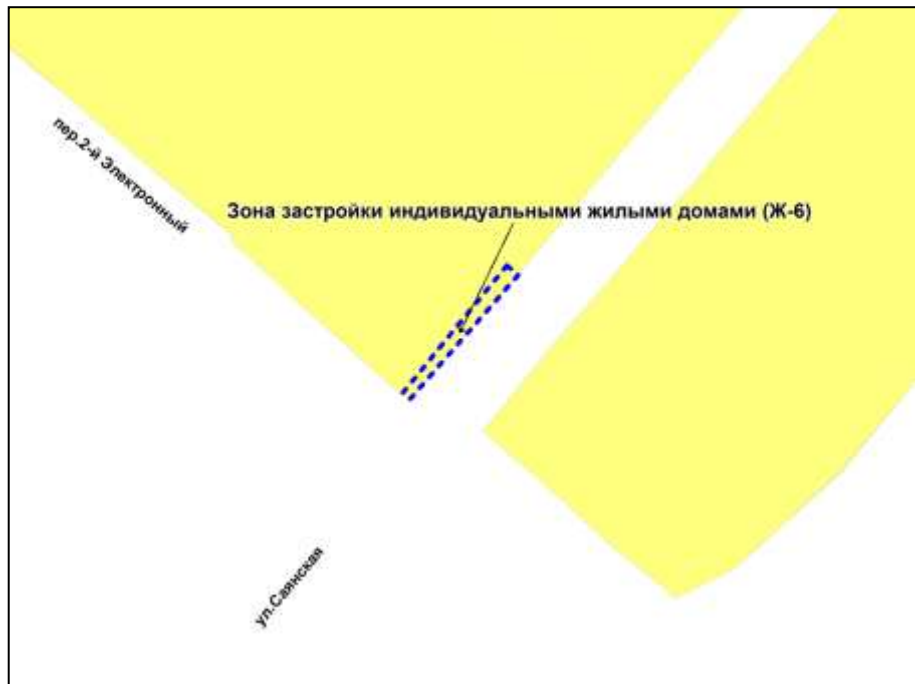 пер.2-й Электронный
Зона застройки индивидуальными жилыми домами (Ж-6)
ул.Саянская